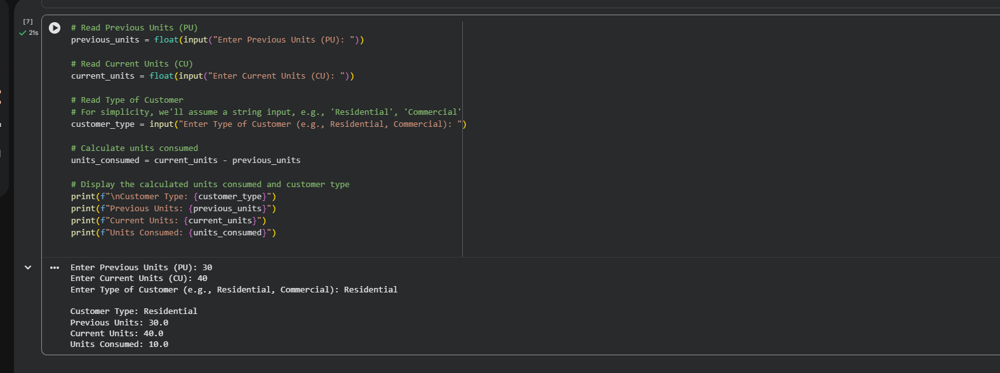 [7]
21s
# Read Previous Units (PU)
previous_units = float(input("Enter Previous Units (PU): "))
# Read Current Units (CU)
current_units = float(input("Enter Current Units (CU): "))
# Read Type of Customer
# For simplicity, we'll assume a string input, e.g., 'Residential', 'Commercial'
customer_type = input("Enter Type of Customer (e.g., Residential, Commercial): ")
# Calculate units consumed
units_consumed = current_units - previous_units
# Display the calculated units consumed and customer type
print(f"\nCustomer Type: {customer_type}")
print(f"Previous Units: {previous_units}")
print(f"Current Units: {current_units}")
print(f"Units Consumed: {units_consumed}")
Enter Previous Units (PU): 30
Enter Current Units (CU): 40
Enter Type of Customer (e.g., Residential, Commercial): Residential
Customer Type: Residential
Previous Units: 30.0
Current Units: 40.0
Units Consumed: 10.0